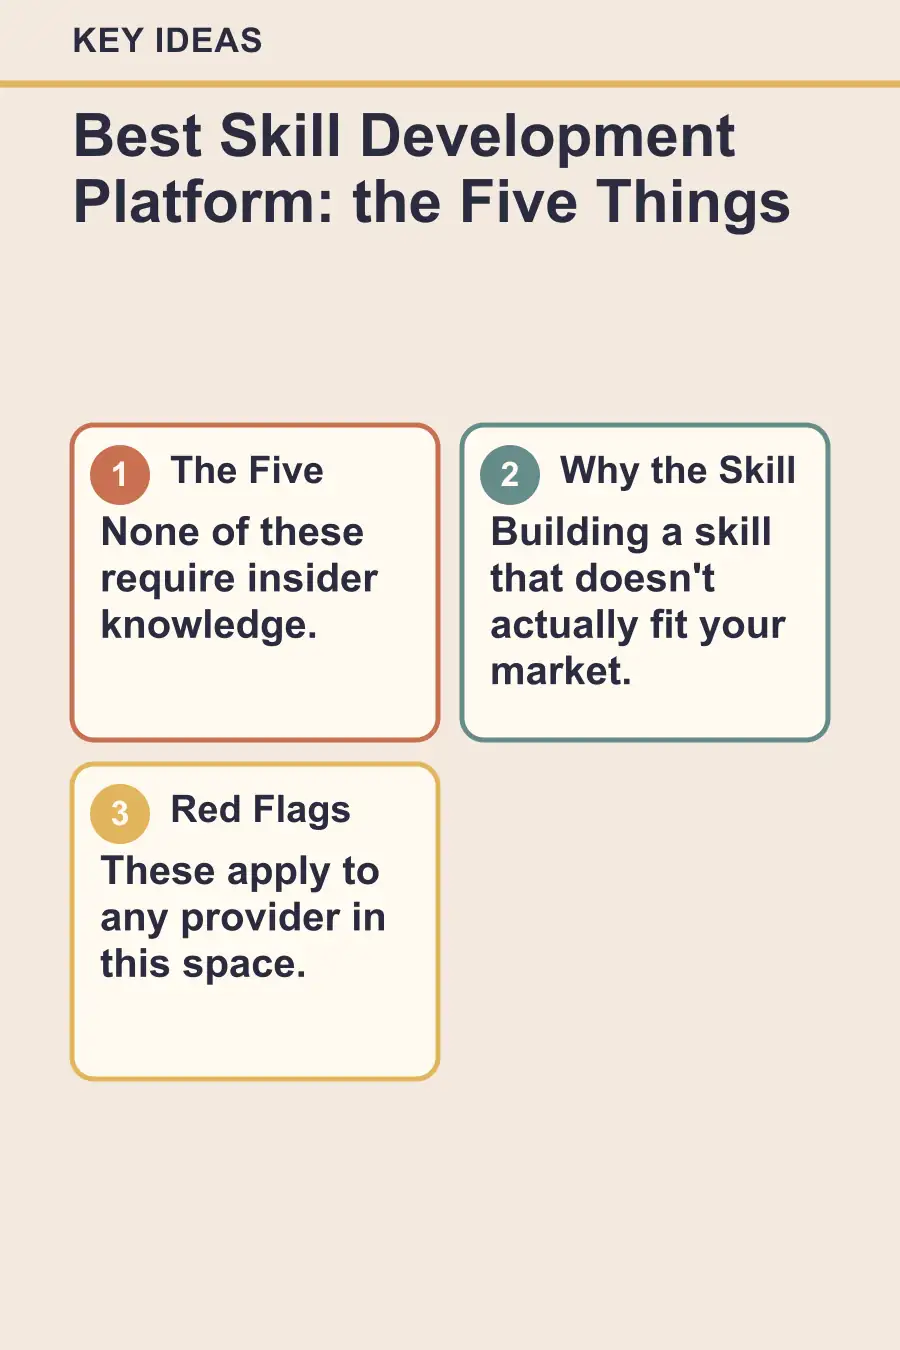 KEY IDEAS
Best Skill Development
Platform: the Five Things
1 The Five
None of these
require insider
knowledge.
2 Why the Skill
Building a skill
that doesn't
actually fit your
market.
3 Red Flags
These apply to
any provider in
this space.